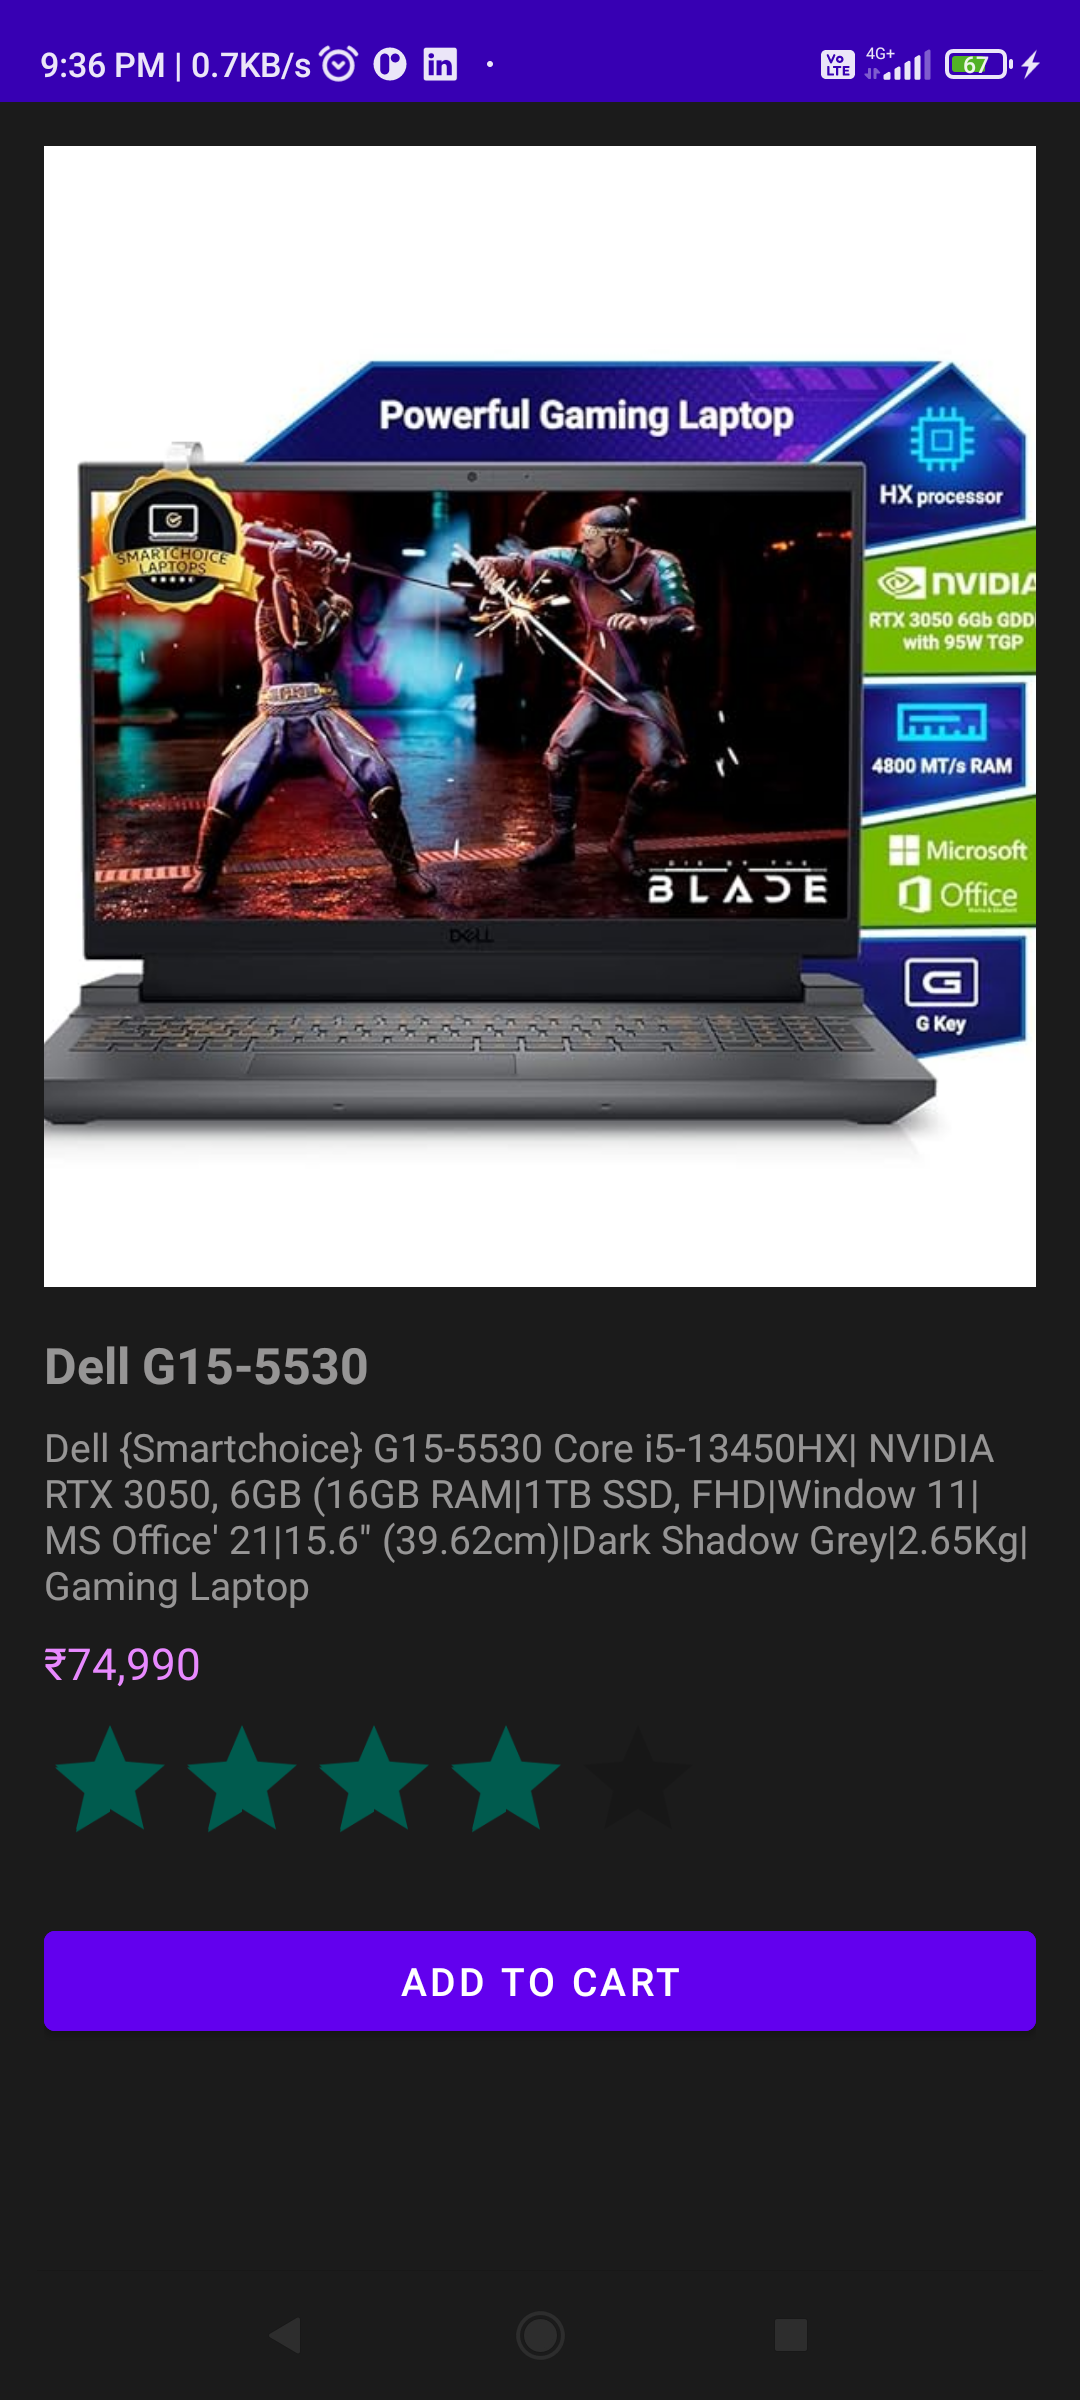 9:36 PM | 0.7KB/s
Vo LTE
4G+
67
Powerful Gaming Laptop
HX processor
SMARTCHOICE
LAPTOPS
NVIDIA
RTX 3050 6Gb GDD
with 95W TGP
4800 MT/s RAM
Microsoft
Office
DIE BY THE
BLADE
DELL
G
G Key
Dell G15-5530
Dell {Smartchoice} G15-5530 Core i5-13450HX| NVIDIA
RTX 3050, 6GB (16GB RAM|1TB SSD, FHD|Window 11|
MS Office' 21|15.6" (39.62cm)|Dark Shadow Grey|2.65Kg|
Gaming Laptop
₹74,990
ADD TO CART